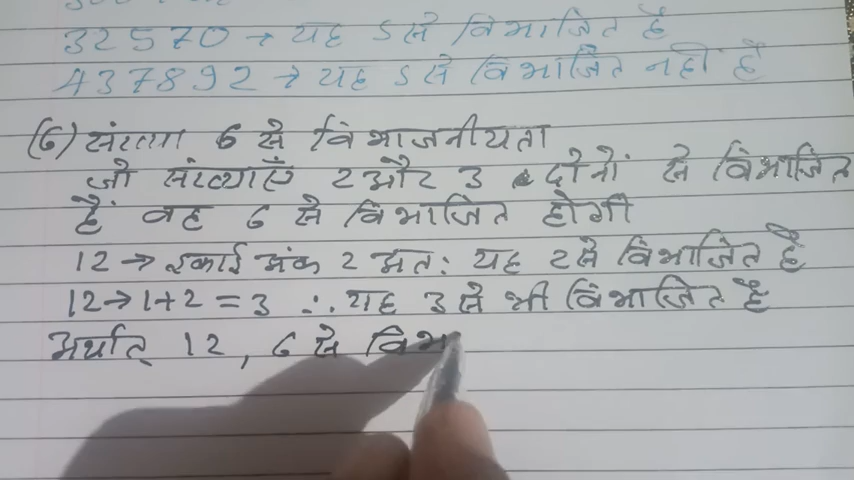 32570 → यह 5 से विभाजित है
437892 → यह 5 से विभाजित नहीं है
(6) संख्या 6 से विभाजनीयता
जो संख्याएँ 2 और 3 दोनों से विभाजित
हैं वह 6 से विभाजित होगी
12 → इकाई अंक 2 अतः यह 2 से विभाजित है
12 → 1+2 = 3 ∴ यह 3 से भी विभाजित है
अर्थात् 12, 6 से विभ